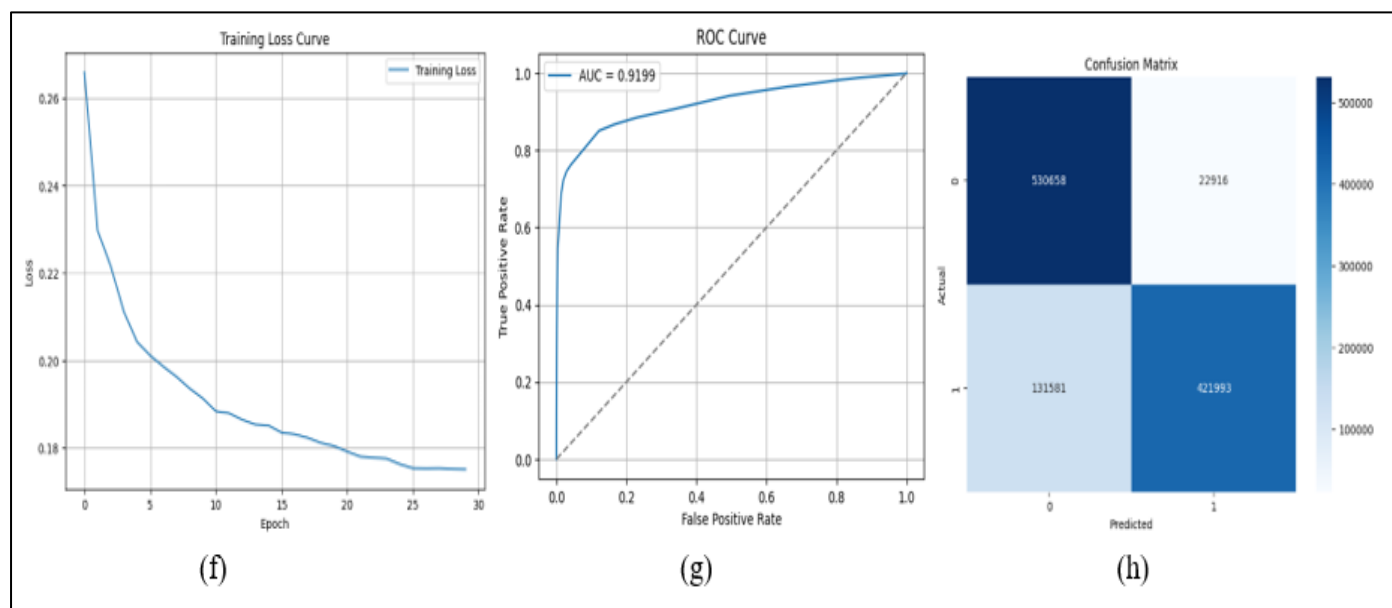 Training Loss Curve
Training Loss
0.26
0.24
0.22
0.20
0.18
Loss
0 5 10 15 20 25 30
Epoch
(f)
ROC Curve
AUC = 0.9199
1.0
0.8
0.6
0.4
0.2
0.0
True Positive Rate
0.0 0.2 0.4 0.6 0.8 1.0
False Positive Rate
(g)
Confusion Matrix
530658 22916
131581 421993
0
1
Actual
0 1
Predicted
500000
400000
300000
200000
100000
(h)